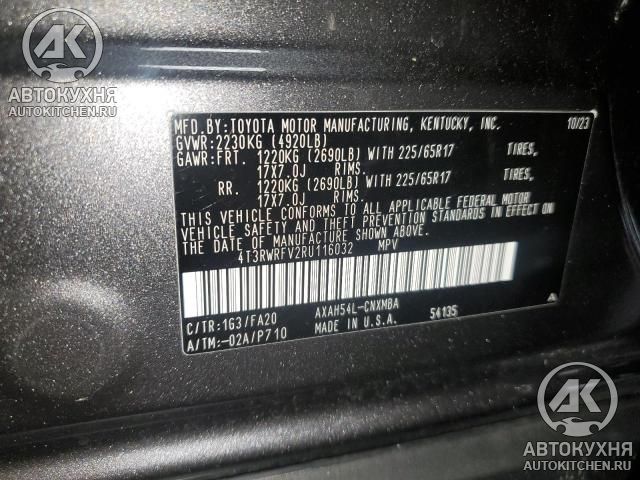 АК
АВТОКУХНЯ
AUTOKITCHEN.RU
MFD.BY:TOYOTA MOTOR MANUFACTURING, KENTUCKY, INC. 10/23
GVWR:2230KG (4920LB)
GAWR:FRT. 1220KG (2690LB) WITH 225/65R17 TIRES,
17X7.0J RIMS.
RR. 1220KG (2690LB) WITH 225/65R17 TIRES,
17X7.0J RIMS.
THIS VEHICLE CONFORMS TO ALL APPLICABLE FEDERAL MOTOR
VEHICLE SAFETY AND THEFT PREVENTION STANDARDS IN EFFECT ON
THE DATE OF MANUFACTURE SHOWN ABOVE.
4T3RWRFV2RU116032 MPV
C/TR:1G3/FA20 AXAH54L-CNXMBA
A/TM:-02A/P710 MADE IN U.S.A. 54135
АК
АВТОКУХНЯ
AUTOKITCHEN.RU